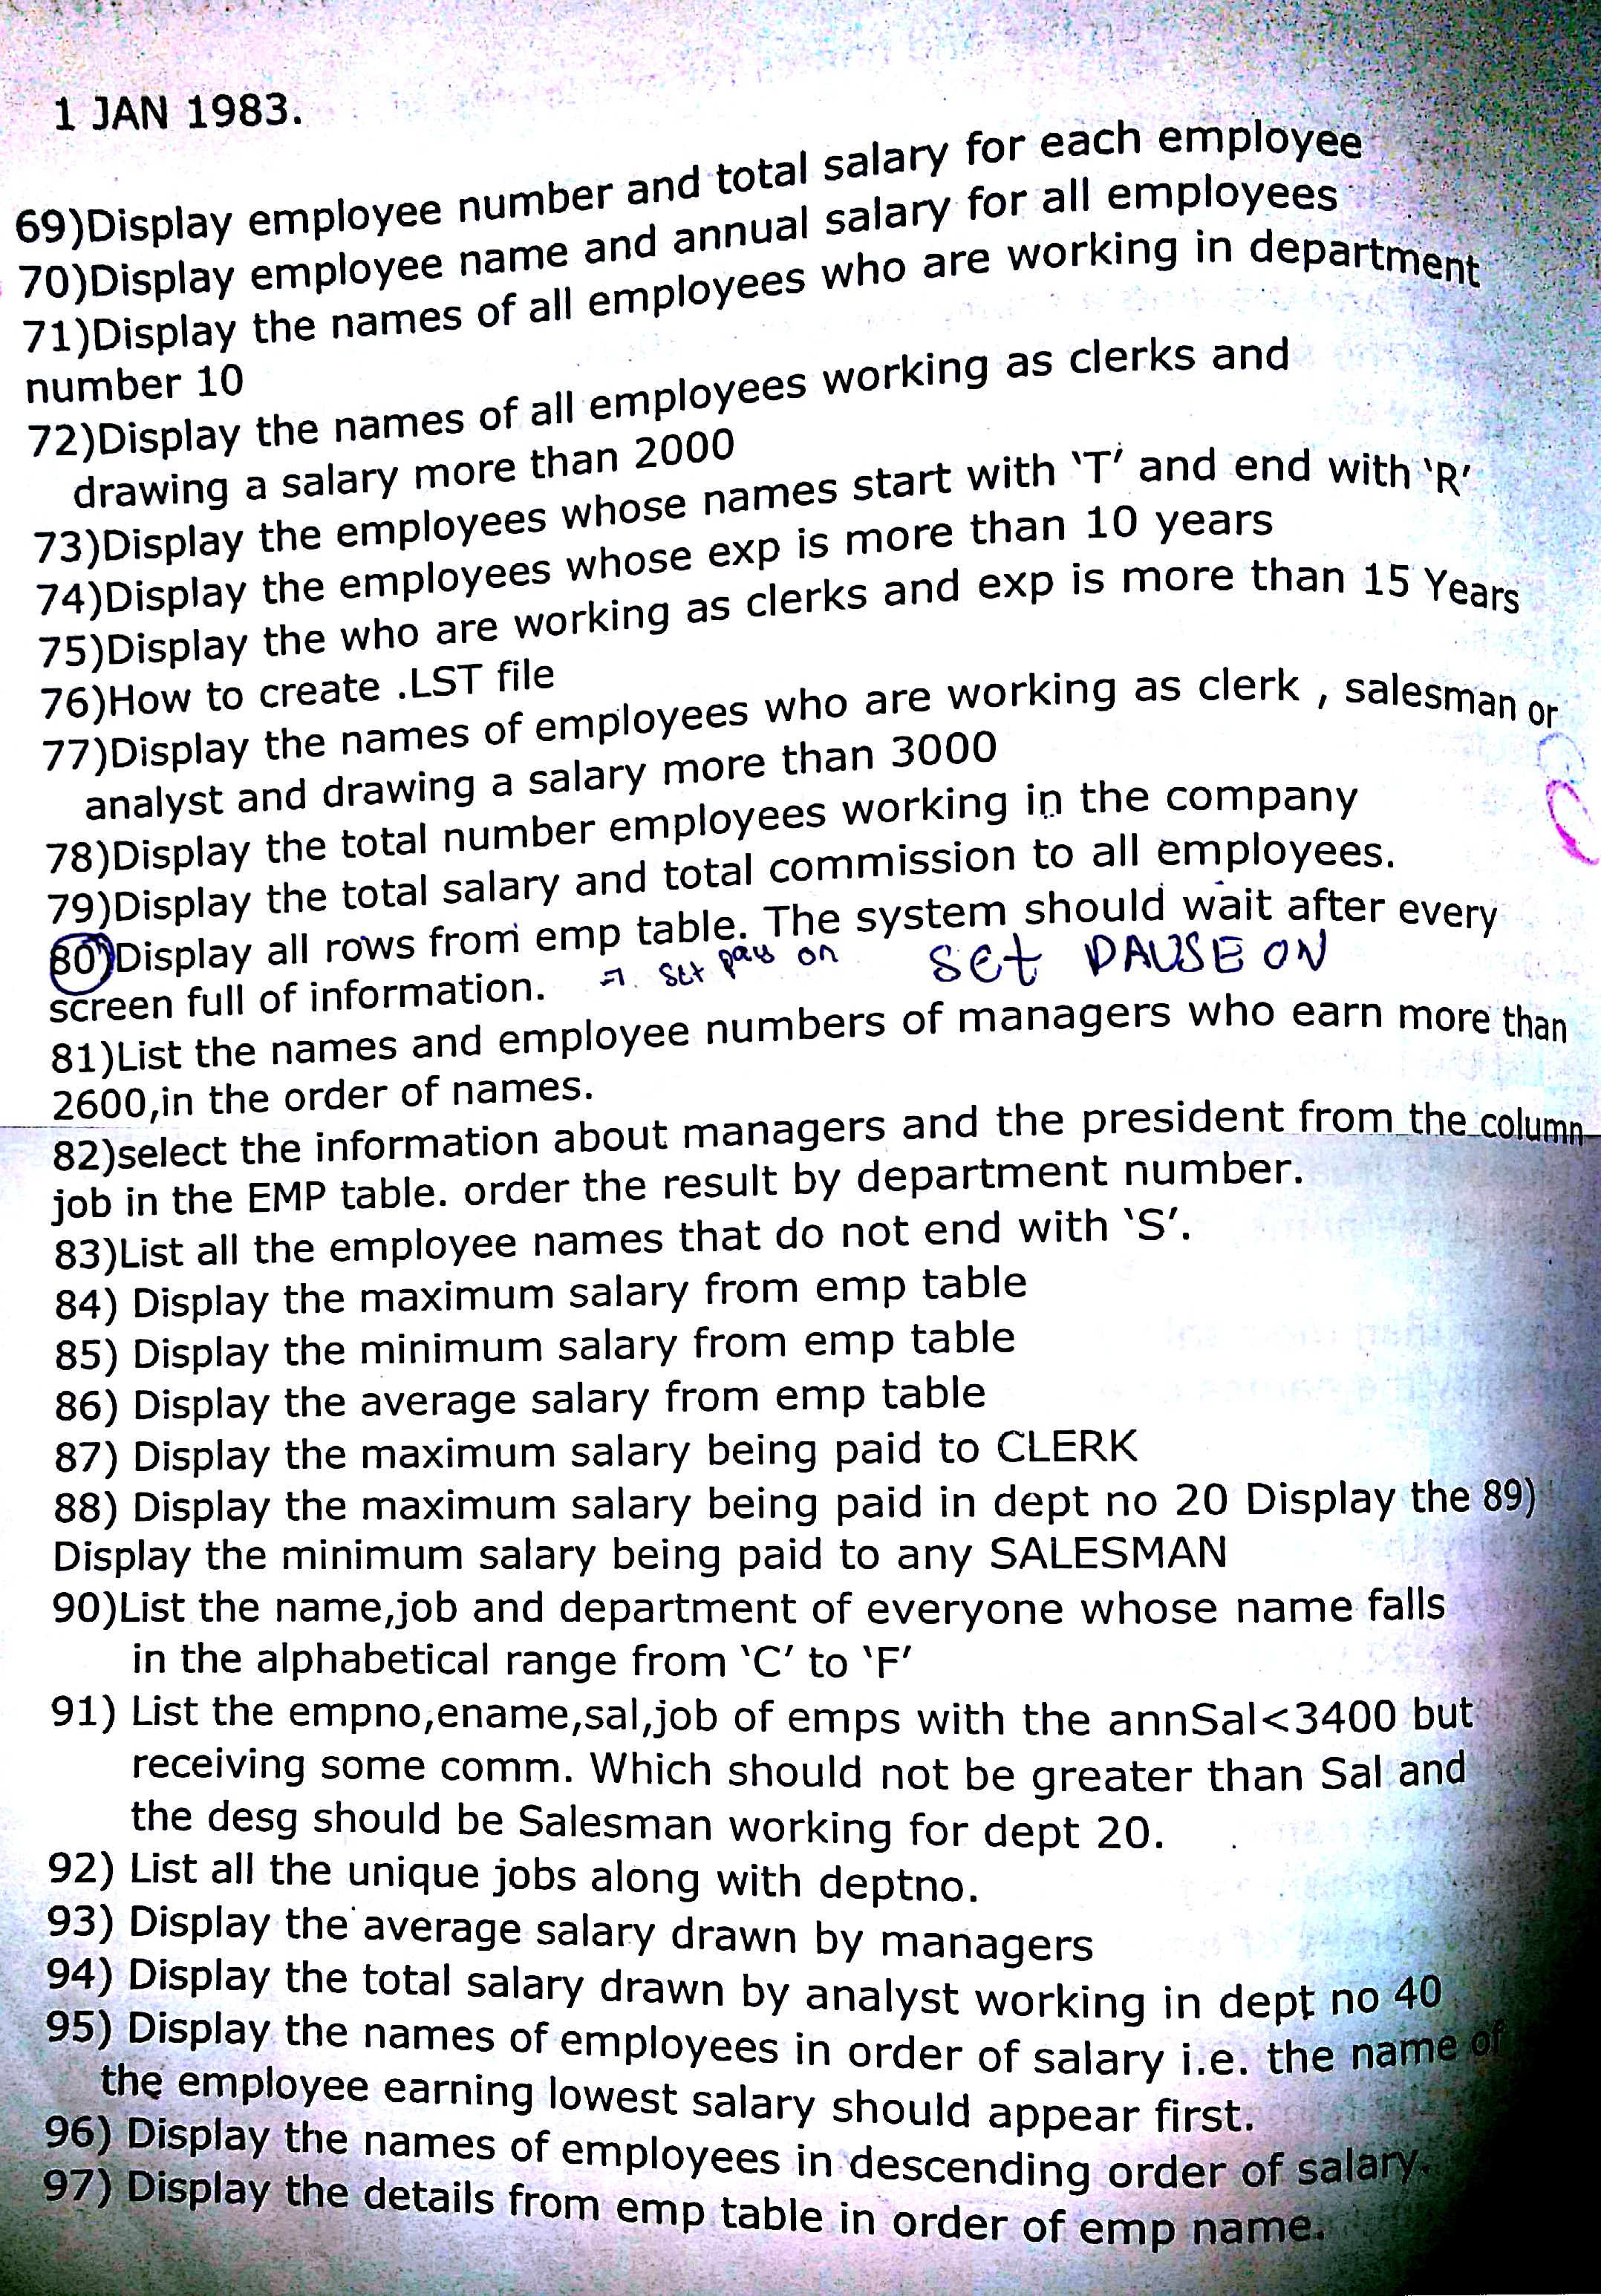 1 JAN 1983.
69)Display employee number and total salary for each employee
70)Display employee name and annual salary for all employees
71)Display the names of all employees who are working in department
number 10
72)Display the names of all employees working as clerks and
drawing a salary more than 2000
73)Display the employees whose names start with ‘T’ and end with ‘R’
74)Display the employees whose exp is more than 10 years
75)Display the who are working as clerks and exp is more than 15 Years
76)How to create .LST file
77)Display the names of employees who are working as clerk , salesman or
analyst and drawing a salary more than 3000
78)Display the total number employees working in the company
79)Display the total salary and total commission to all employees.
80)Display all rows from emp table. The system should wait after every
screen full of information. set paus on set PAUSE ON
81)List the names and employee numbers of managers who earn more than
2600,in the order of names.
82)select the information about managers and the president from the column
job in the EMP table. order the result by department number.
83)List all the employee names that do not end with ‘S’.
84) Display the maximum salary from emp table
85) Display the minimum salary from emp table
86) Display the average salary from emp table
87) Display the maximum salary being paid to CLERK
88) Display the maximum salary being paid in dept no 20 Display the 89)
Display the minimum salary being paid to any SALESMAN
90)List the name,job and department of everyone whose name falls
in the alphabetical range from ‘C’ to ‘F’
91) List the empno,ename,sal,job of emps with the annSal<3400 but
receiving some comm. Which should not be greater than Sal and
the desg should be Salesman working for dept 20.
92) List all the unique jobs along with deptno.
93) Display the average salary drawn by managers
94) Display the total salary drawn by analyst working in dept no 40
95) Display the names of employees in order of salary i.e. the name of
the employee earning lowest salary should appear first.
96) Display the names of employees in descending order of salary.
97) Display the details from emp table in order of emp name.